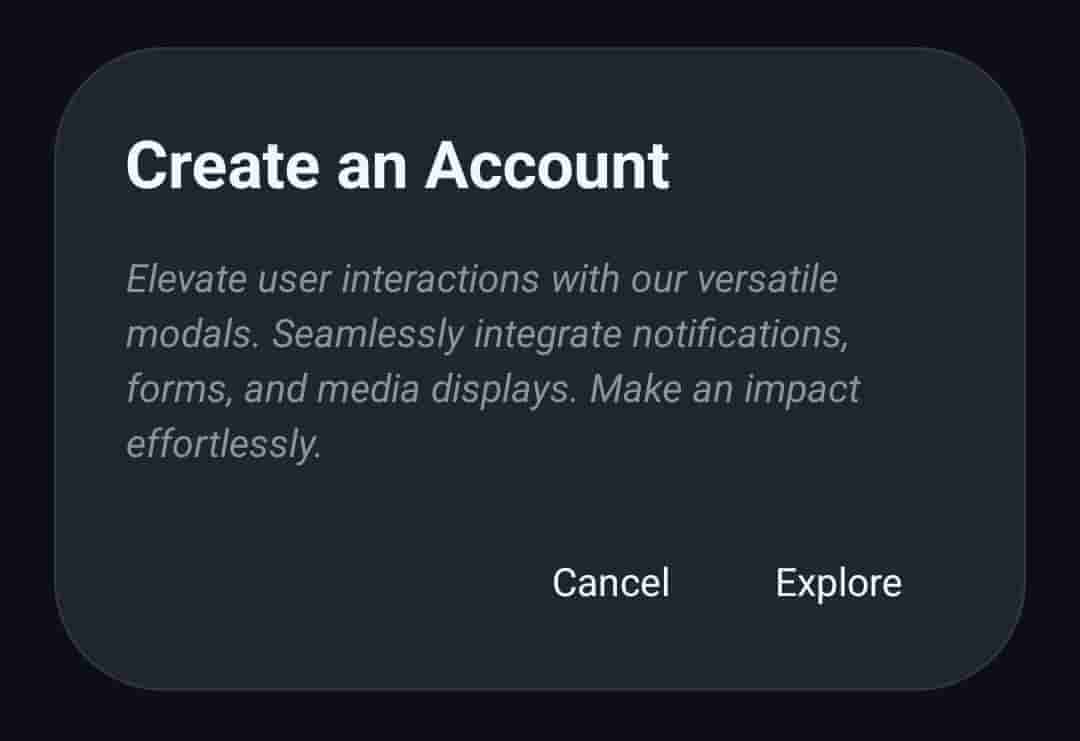 Create an Account
Elevate user interactions with our versatile
modals. Seamlessly integrate notifications,
forms, and media displays. Make an impact
effortlessly.
Cancel Explore